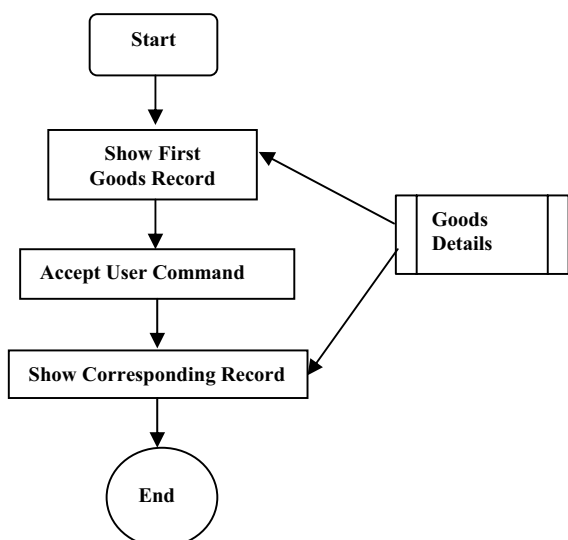 Start
Show First
Goods Record
Goods
Details
Accept User Command
Show Corresponding Record
End